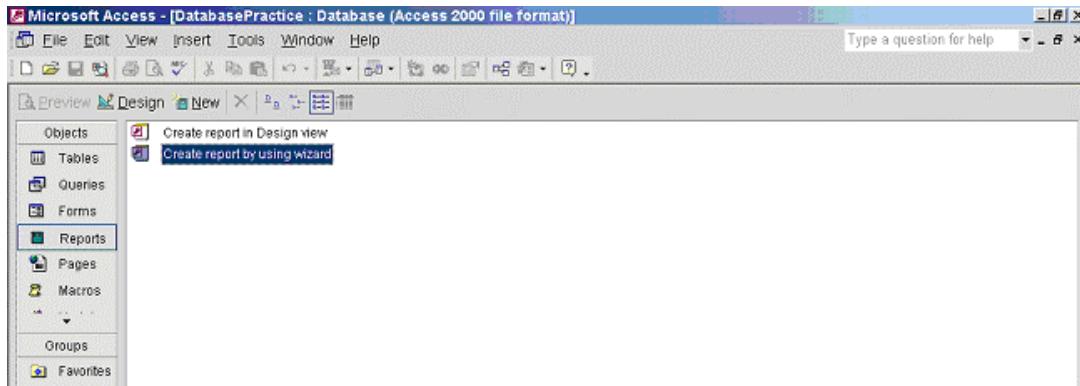 Microsoft Access - [DatabasePractice : Database (Access 2000 file format)]
File Edit View Insert Tools Window Help
Type a question for help
Preview Design New
Objects
Create report in Design view
Create report by using wizard
Tables
Queries
Forms
Reports
Pages
Macros
Groups
Favorites